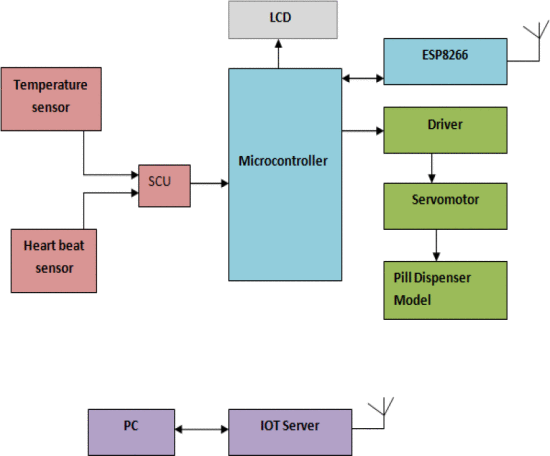 LCD
ESP8266
Temperature
sensor
Driver
Microcontroller
SCU
Servomotor
Heart beat
sensor
Pill Dispenser
Model
PC
IOT Server